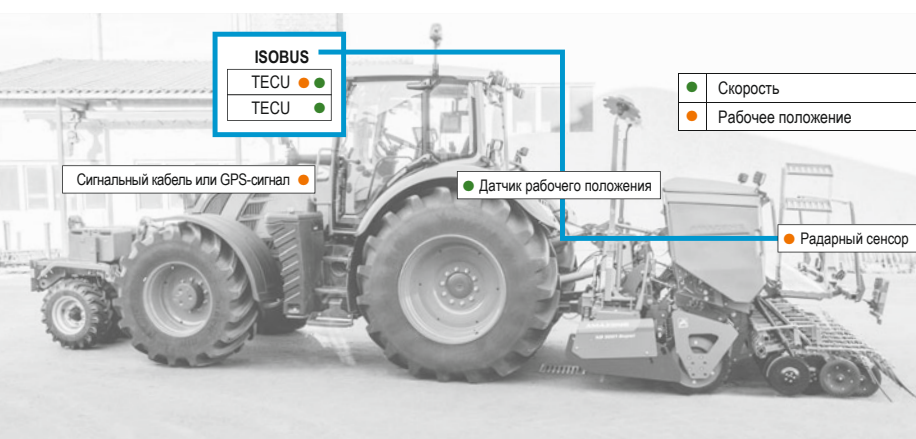 ISOBUS
TECU
TECU
Скорость
Рабочее положение
Сигнальный кабель или GPS-сигнал
Датчик рабочего положения
Радарный сенсор